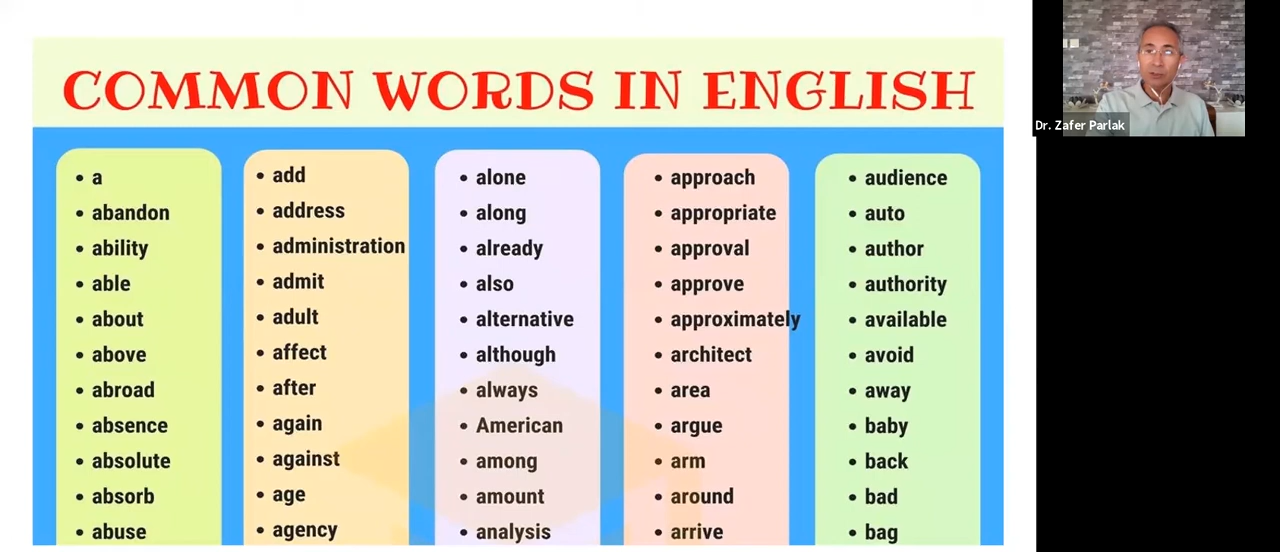 COMMON WORDS IN ENGLISH
Dr. Zafer Parlak
• a
• abandon
• ability
• able
• about
• above
• abroad
• absence
• absolute
• absorb
• abuse
• add
• address
• administration
• admit
• adult
• affect
• after
• again
• against
• age
• agency
• alone
• along
• already
• also
• alternative
• although
• always
• American
• among
• amount
• analysis
• approach
• appropriate
• approval
• approve
• approximately
• architect
• area
• argue
• arm
• around
• arrive
• audience
• auto
• author
• authority
• available
• avoid
• away
• baby
• back
• bad
• bag